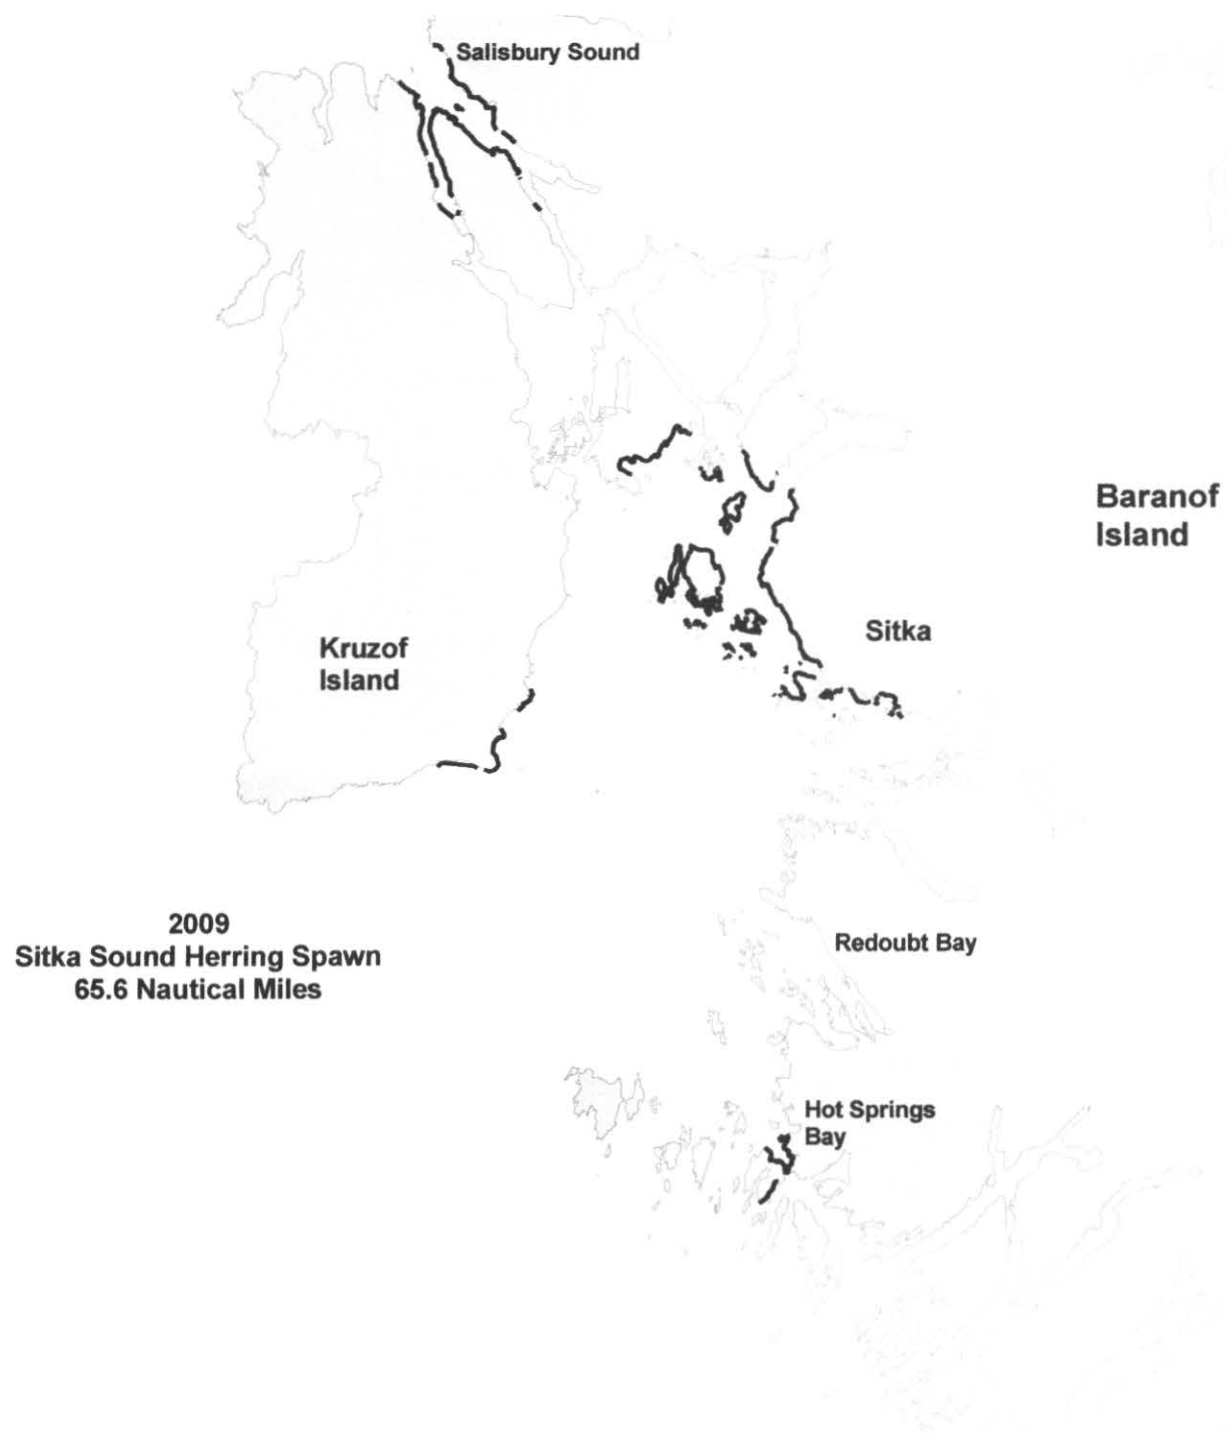 Salisbury Sound
Baranof
Island
Sitka
Kruzof
Island
2009
Sitka Sound Herring Spawn
65.6 Nautical Miles
Redoubt Bay
Hot Springs
Bay